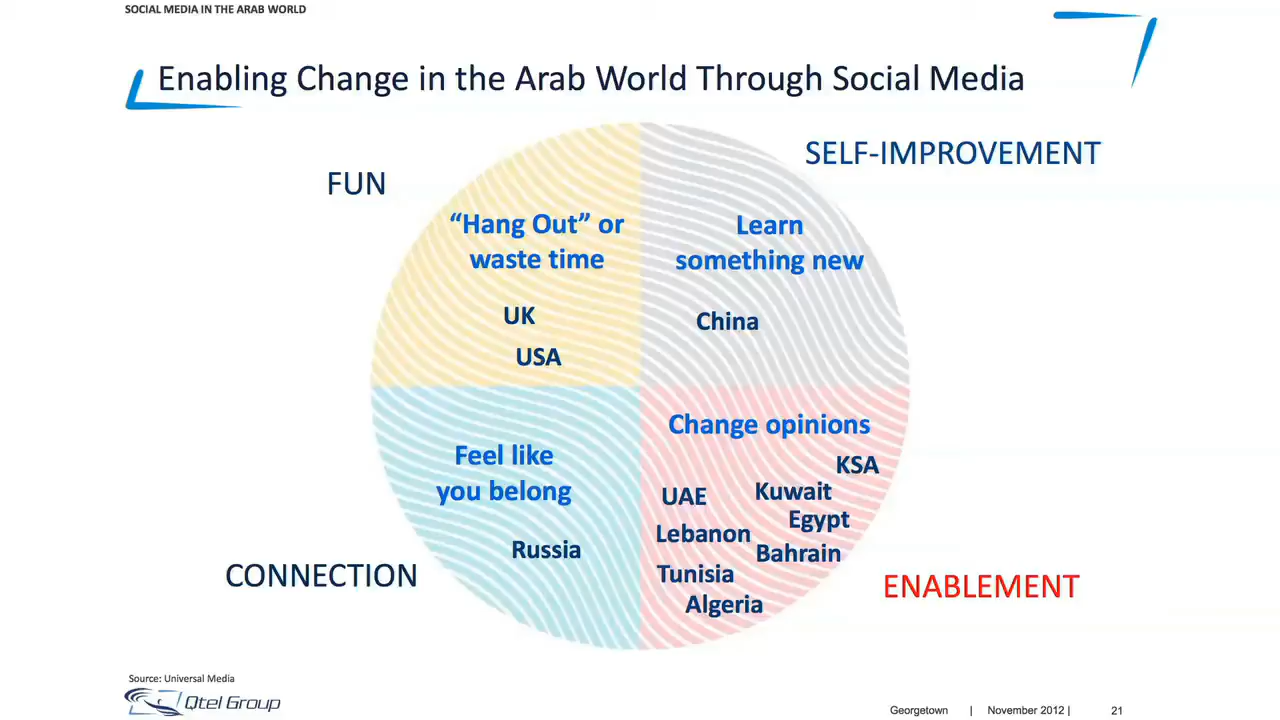 SOCIAL MEDIA IN THE ARAB WORLD
Enabling Change in the Arab World Through Social Media
FUN
SELF-IMPROVEMENT
“Hang Out” or
waste time
UK
USA
Learn
something new
China
Feel like
you belong
Russia
CONNECTION
Change opinions
KSA
UAE
Kuwait
Egypt
Lebanon
Bahrain
Tunisia
Algeria
ENABLEMENT
Source: Universal Media
Qtel Group
Georgetown | November 2012 | 21